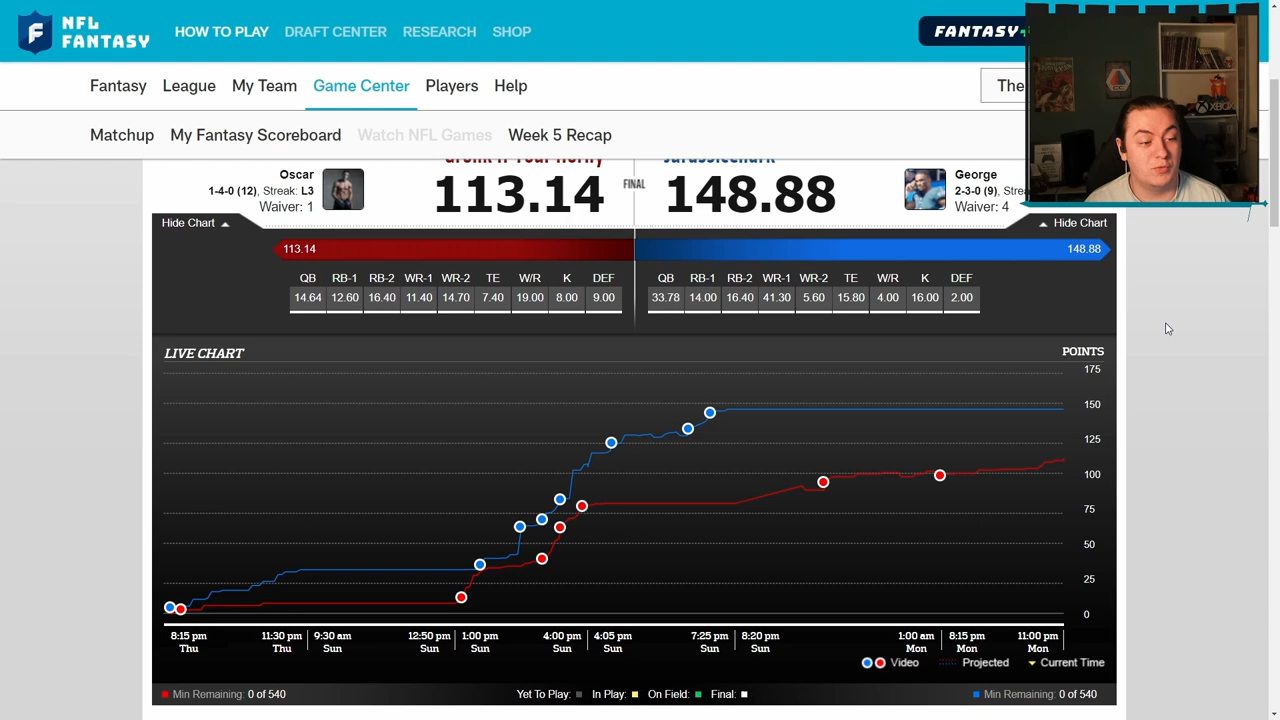 NFL
FANTASY
HOW TO PLAY DRAFT CENTER RESEARCH SHOP
FANTASY+
Fantasy League My Team Game Center Players Help
The
Matchup My Fantasy Scoreboard Watch NFL Games Week 5 Recap
Oscar
1-4-0 (12), Streak: L3
Waiver: 1
113.14
FINAL
148.88
George
2-3-0 (9), Strea
Waiver: 4
Hide Chart
Hide Chart
113.14
148.88
QB RB-1 RB-2 WR-1 WR-2 TE W/R K DEF
14.64 12.60 16.40 11.40 14.70 7.40 19.00 8.00 9.00
QB RB-1 RB-2 WR-1 WR-2 TE W/R K DEF
33.78 14.00 16.40 41.30 5.60 15.80 4.00 16.00 2.00
LIVE CHART
POINTS
175
150
125
100
75
50
25
0
8:15 pm 11:30 pm 9:30 am 12:50 pm 1:00 pm 4:00 pm 4:05 pm 7:25 pm 8:20 pm 1:00 am 8:15 pm 11:00 pm
Thu Thu Sun Sun Sun Sun Sun Sun Sun Mon Mon Mon
Video Projected Current Time
Min Remaining: 0 of 540
Yet To Play: In Play: On Field: Final:
Min Remaining: 0 of 540
XBOX